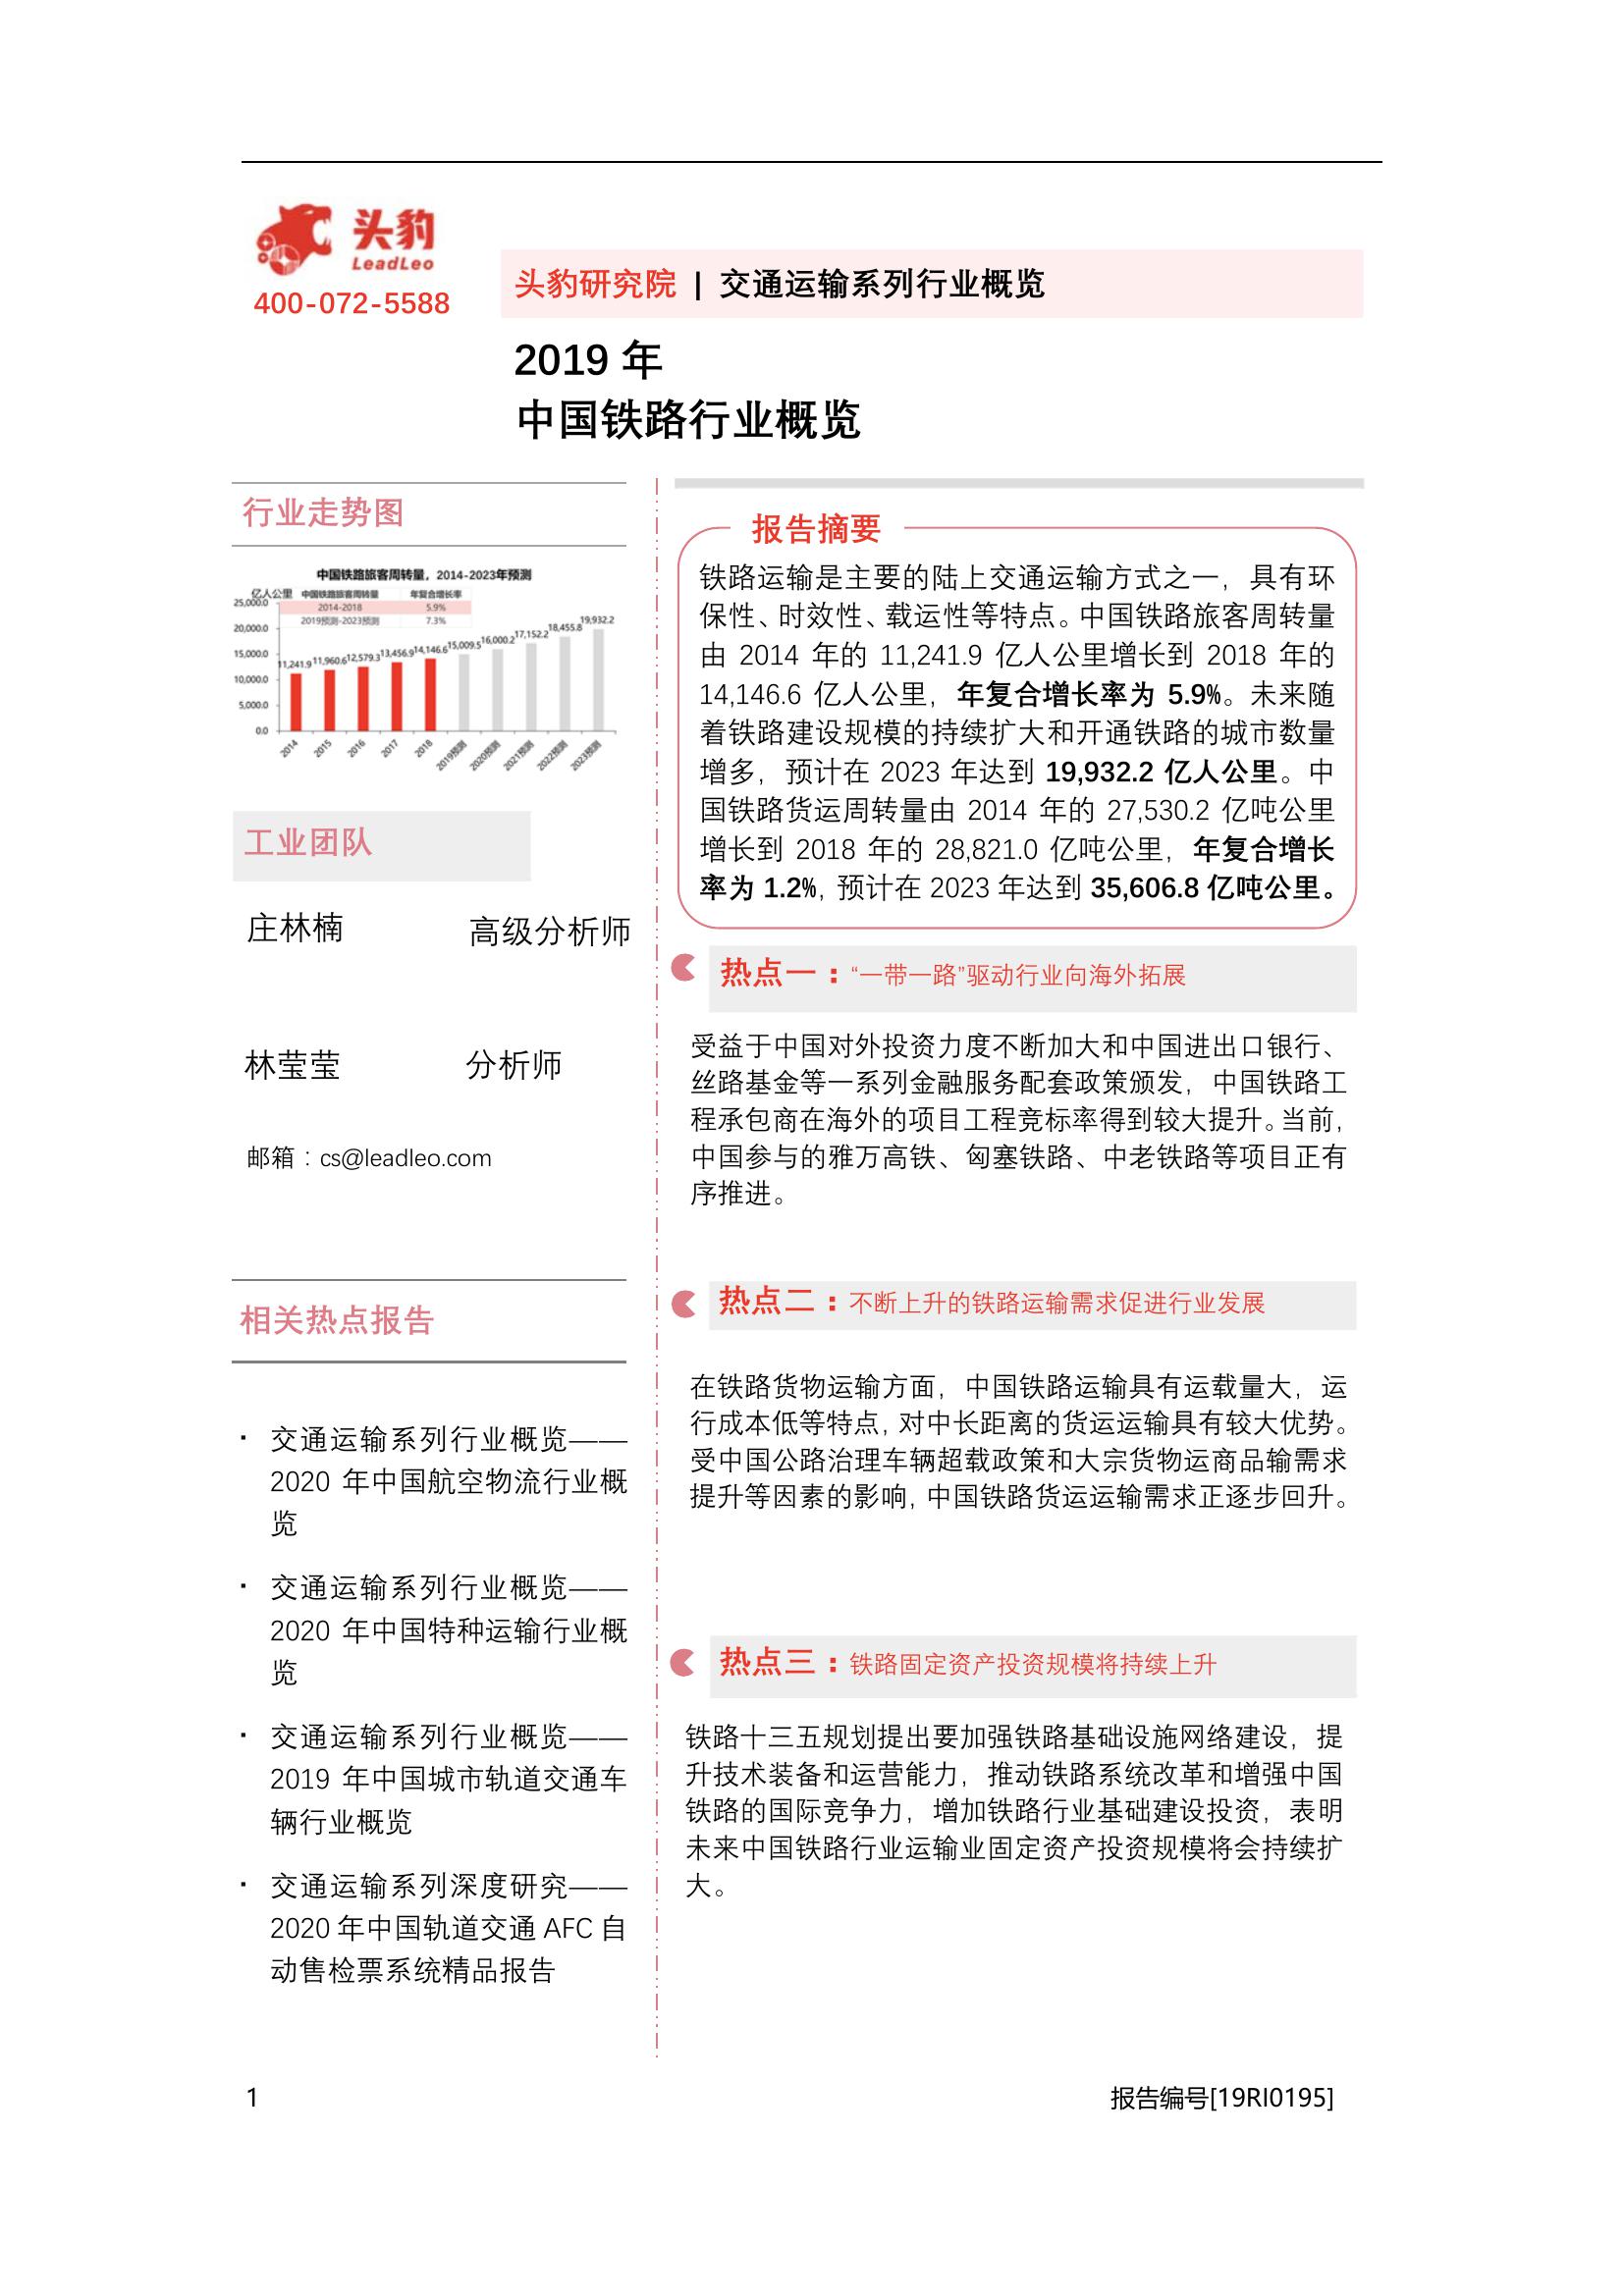 头豹
LeadLeo
400-072-5588
头豹研究院 | 交通运输系列行业概览
2019 年
中国铁路行业概览
行业走势图
中国铁路旅客周转量，2014-2023年预测
亿人公里 中国铁路旅客周转量 年复合增长率
2014-2018 5.9%
2019预测-2023预测 7.3%
25,000.0
20,000.0
15,000.0
10,000.0
5,000.0
0.0
11,241.9 11,960.6 12,579.3 13,456.9 14,146.6 15,009.5 16,000.2 17,152.2 18,455.8 19,932.2
2014 2015 2016 2017 2018 2019预测 2020预测 2021预测 2022预测 2023预测
工业团队
庄林楠 高级分析师
林莹莹 分析师
邮箱：cs@leadleo.com
相关热点报告
▪ 交通运输系列行业概览——
2020 年中国航空物流行业概
览
▪ 交通运输系列行业概览——
2020 年中国特种运输行业概
览
▪ 交通运输系列行业概览——
2019 年中国城市轨道交通车
辆行业概览
▪ 交通运输系列深度研究——
2020 年中国轨道交通 AFC 自
动售检票系统精品报告
报告摘要
铁路运输是主要的陆上交通运输方式之一，具有环
保性、时效性、载运性等特点。中国铁路旅客周转量
由 2014 年的 11,241.9 亿人公里增长到 2018 年的
14,146.6 亿人公里，年复合增长率为 5.9%。未来随
着铁路建设规模的持续扩大和开通铁路的城市数量
增多，预计在 2023 年达到 19,932.2 亿人公里。中
国铁路货运周转量由 2014 年的 27,530.2 亿吨公里
增长到 2018 年的 28,821.0 亿吨公里，年复合增长
率为 1.2%，预计在 2023 年达到 35,606.8 亿吨公里。
热点一：“一带一路”驱动行业向海外拓展
受益于中国对外投资力度不断加大和中国进出口银行、
丝路基金等一系列金融服务配套政策颁发，中国铁路工
程承包商在海外的项目工程竞标率得到较大提升。当前，
中国参与的雅万高铁、匈塞铁路、中老铁路等项目正有
序推进。
热点二：不断上升的铁路运输需求促进行业发展
在铁路货物运输方面，中国铁路运输具有运载量大，运
行成本低等特点，对中长距离的货运运输具有较大优势。
受中国公路治理车辆超载政策和大宗货物运商品输需求
提升等因素的影响，中国铁路货运运输需求正逐步回升。
热点三：铁路固定资产投资规模将持续上升
铁路十三五规划提出要加强铁路基础设施网络建设，提
升技术装备和运营能力，推动铁路系统改革和增强中国
铁路的国际竞争力，增加铁路行业基础建设投资，表明
未来中国铁路行业运输业固定资产投资规模将会持续扩
大。
1 报告编号[19RI0195]